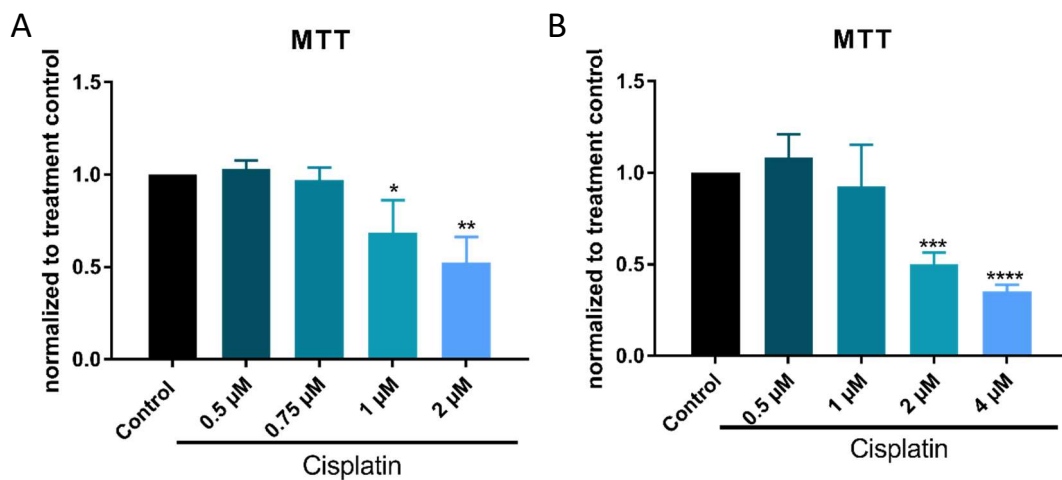 A
MTT
normalized to treatment control
1.5
1.0
0.5
0.0
*
**
Control
0.5 µM
0.75 µM
1 µM
2 µM
Cisplatin
B
MTT
normalized to treatment control
1.5
1.0
0.5
0.0
***
****
Control
0.5 µM
1 µM
2 µM
4 µM
Cisplatin